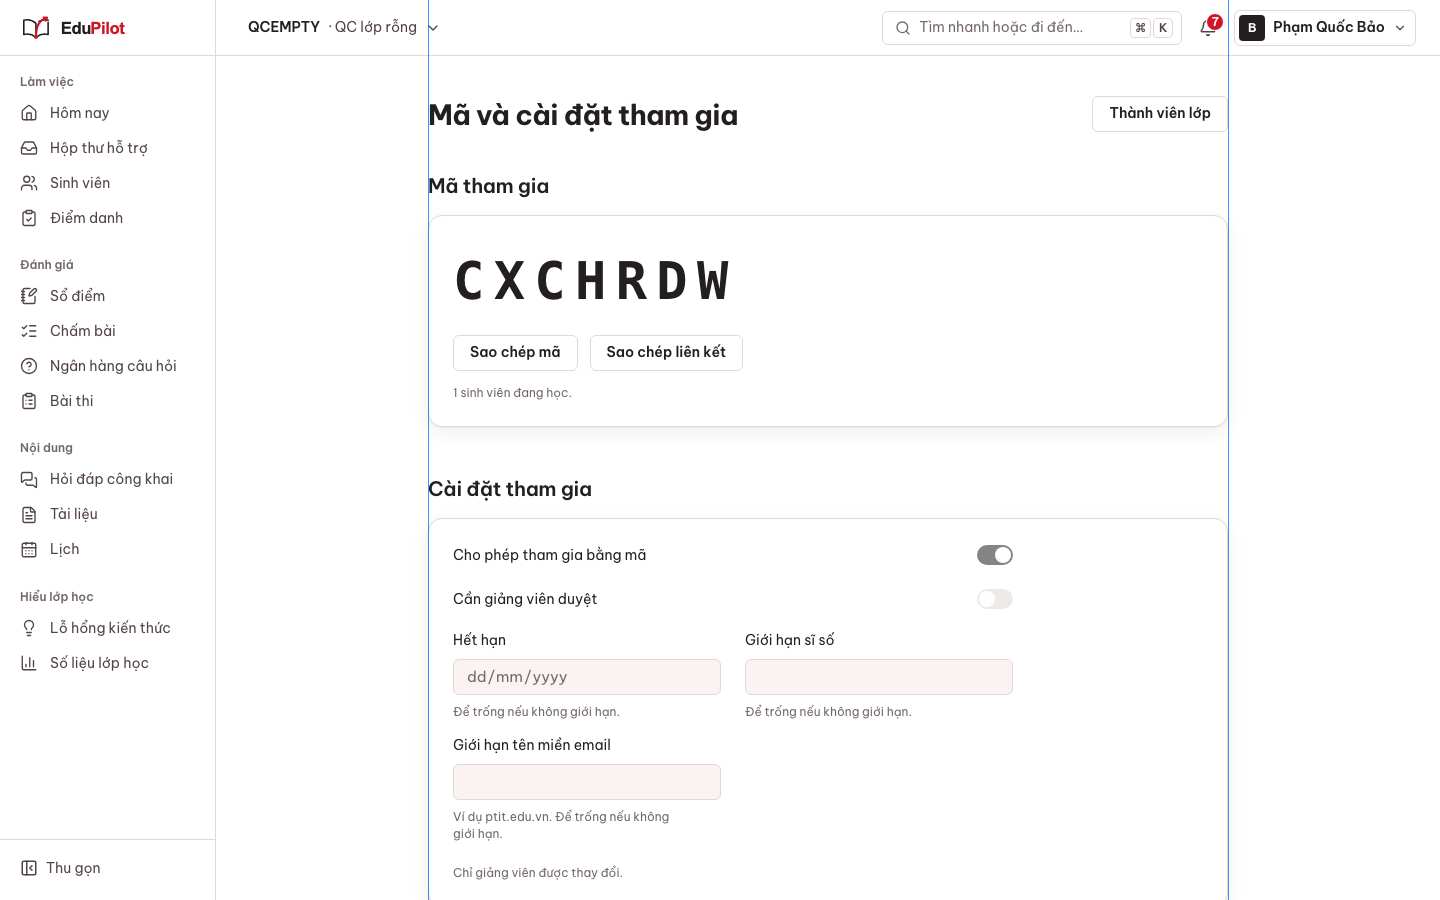 EduPilot
QCEMPTY · QC lớp rỗng
Tìm nhanh hoặc đi đến...
⌘ K
7
B
Phạm Quốc Bảo
Làm việc
Hôm nay
Hộp thư hỗ trợ
Sinh viên
Điểm danh
Đánh giá
Sổ điểm
Chấm bài
Ngân hàng câu hỏi
Bài thi
Nội dung
Hỏi đáp công khai
Tài liệu
Lịch
Hiểu lớp học
Lỗ hổng kiến thức
Số liệu lớp học
Thu gọn
Mã và cài đặt tham gia
Thành viên lớp
Mã tham gia
CXCHRDW
Sao chép mã
Sao chép liên kết
1 sinh viên đang học.
Cài đặt tham gia
Cho phép tham gia bằng mã
Cần giảng viên duyệt
Hết hạn
Giới hạn sĩ số
dd/mm/yyyy
Để trống nếu không giới hạn.
Để trống nếu không giới hạn.
Giới hạn tên miền email
Ví dụ ptit.edu.vn. Để trống nếu không
giới hạn.
Chỉ giảng viên được thay đổi.